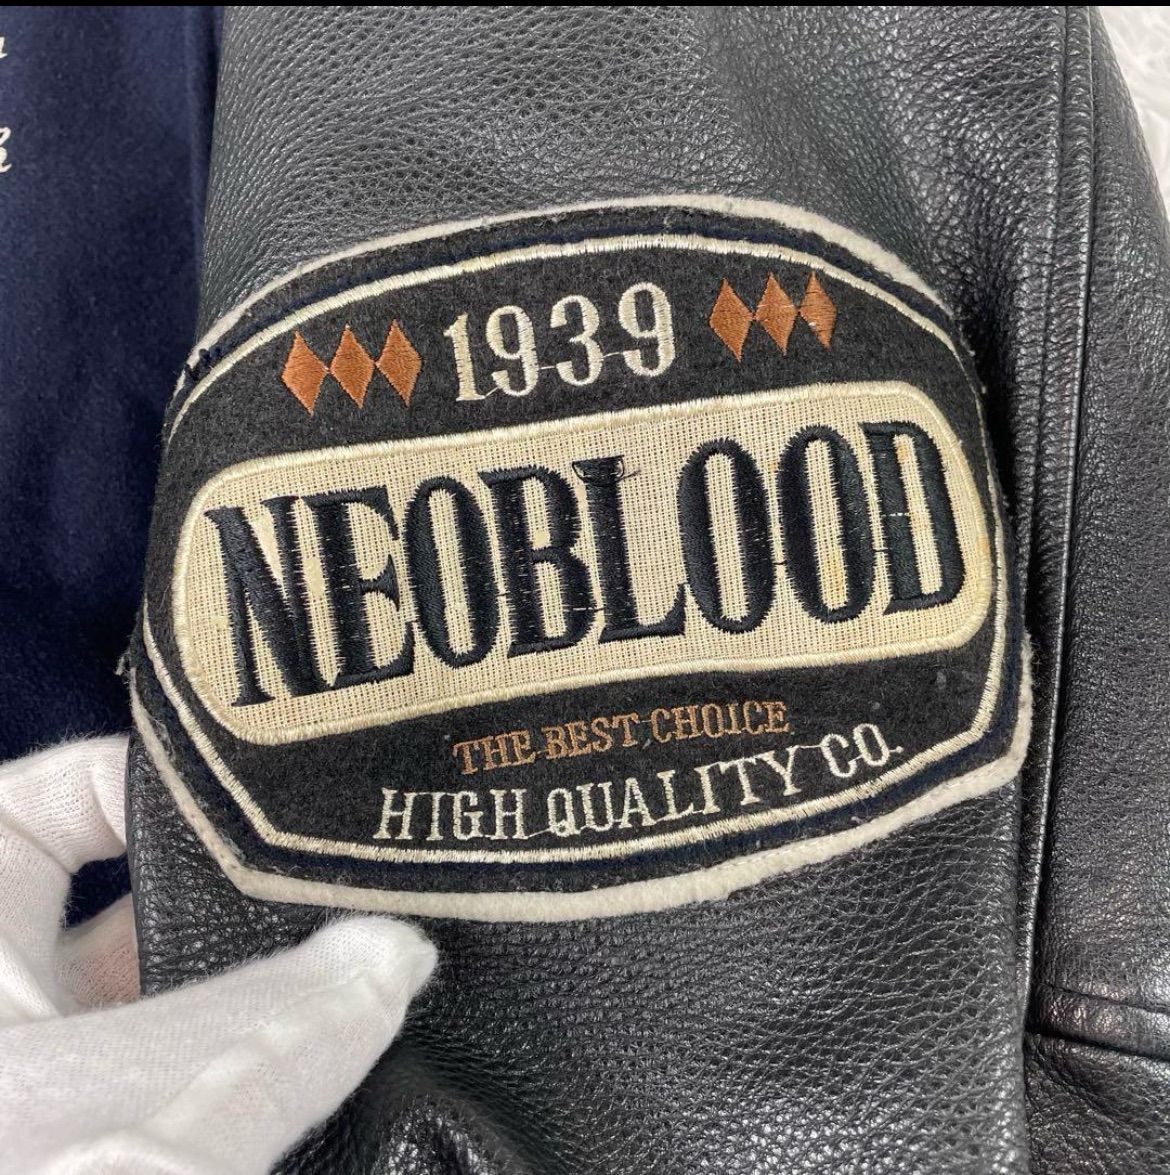 1939
NEOBLOOD
THE BEST CHOICE
HIGH QUALITY CO.